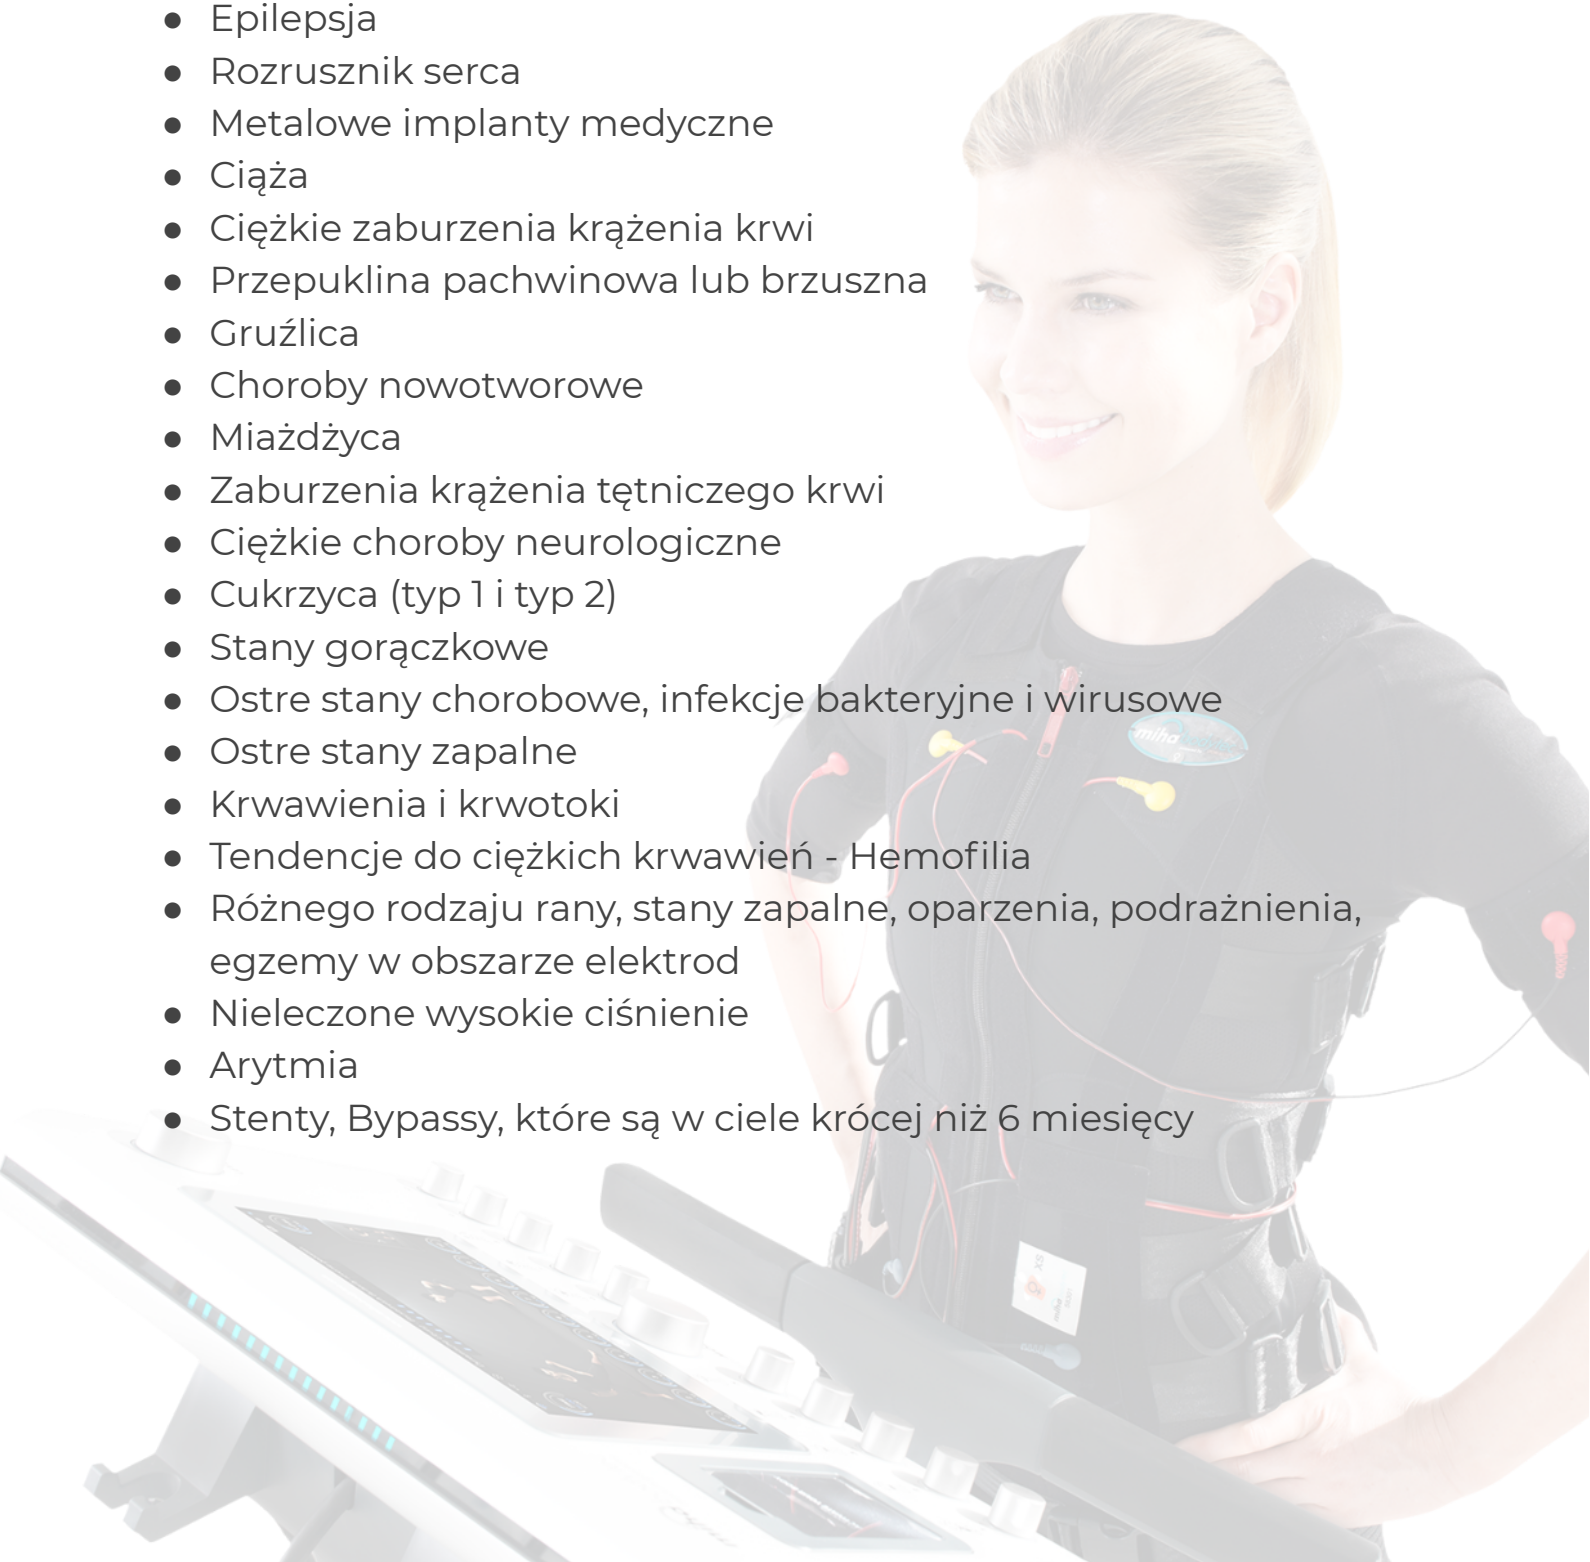 ● Epilepsja
● Rozrusznik serca
● Metalowe implanty medyczne
● Ciąża
● Ciężkie zaburzenia krążenia krwi
● Przepuklina pachwinowa lub brzuszna
● Gruźlica
● Choroby nowotworowe
● Miażdżyca
● Zaburzenia krążenia tętniczego krwi
● Ciężkie choroby neurologiczne
● Cukrzyca (typ 1 i typ 2)
● Stany gorączkowe
● Ostre stany chorobowe, infekcje bakteryjne i wirusowe
● Ostre stany zapalne
● Krwawienia i krwotoki
● Tendencje do ciężkich krwawień - Hemofilia
● Różnego rodzaju rany, stany zapalne, oparzenia, podrażnienia,
egzemy w obszarze elektrod
● Nieleczone wysokie ciśnienie
● Arytmia
● Stenty, Bypassy, które są w ciele krócej niż 6 miesięcy
miha
XS
miha